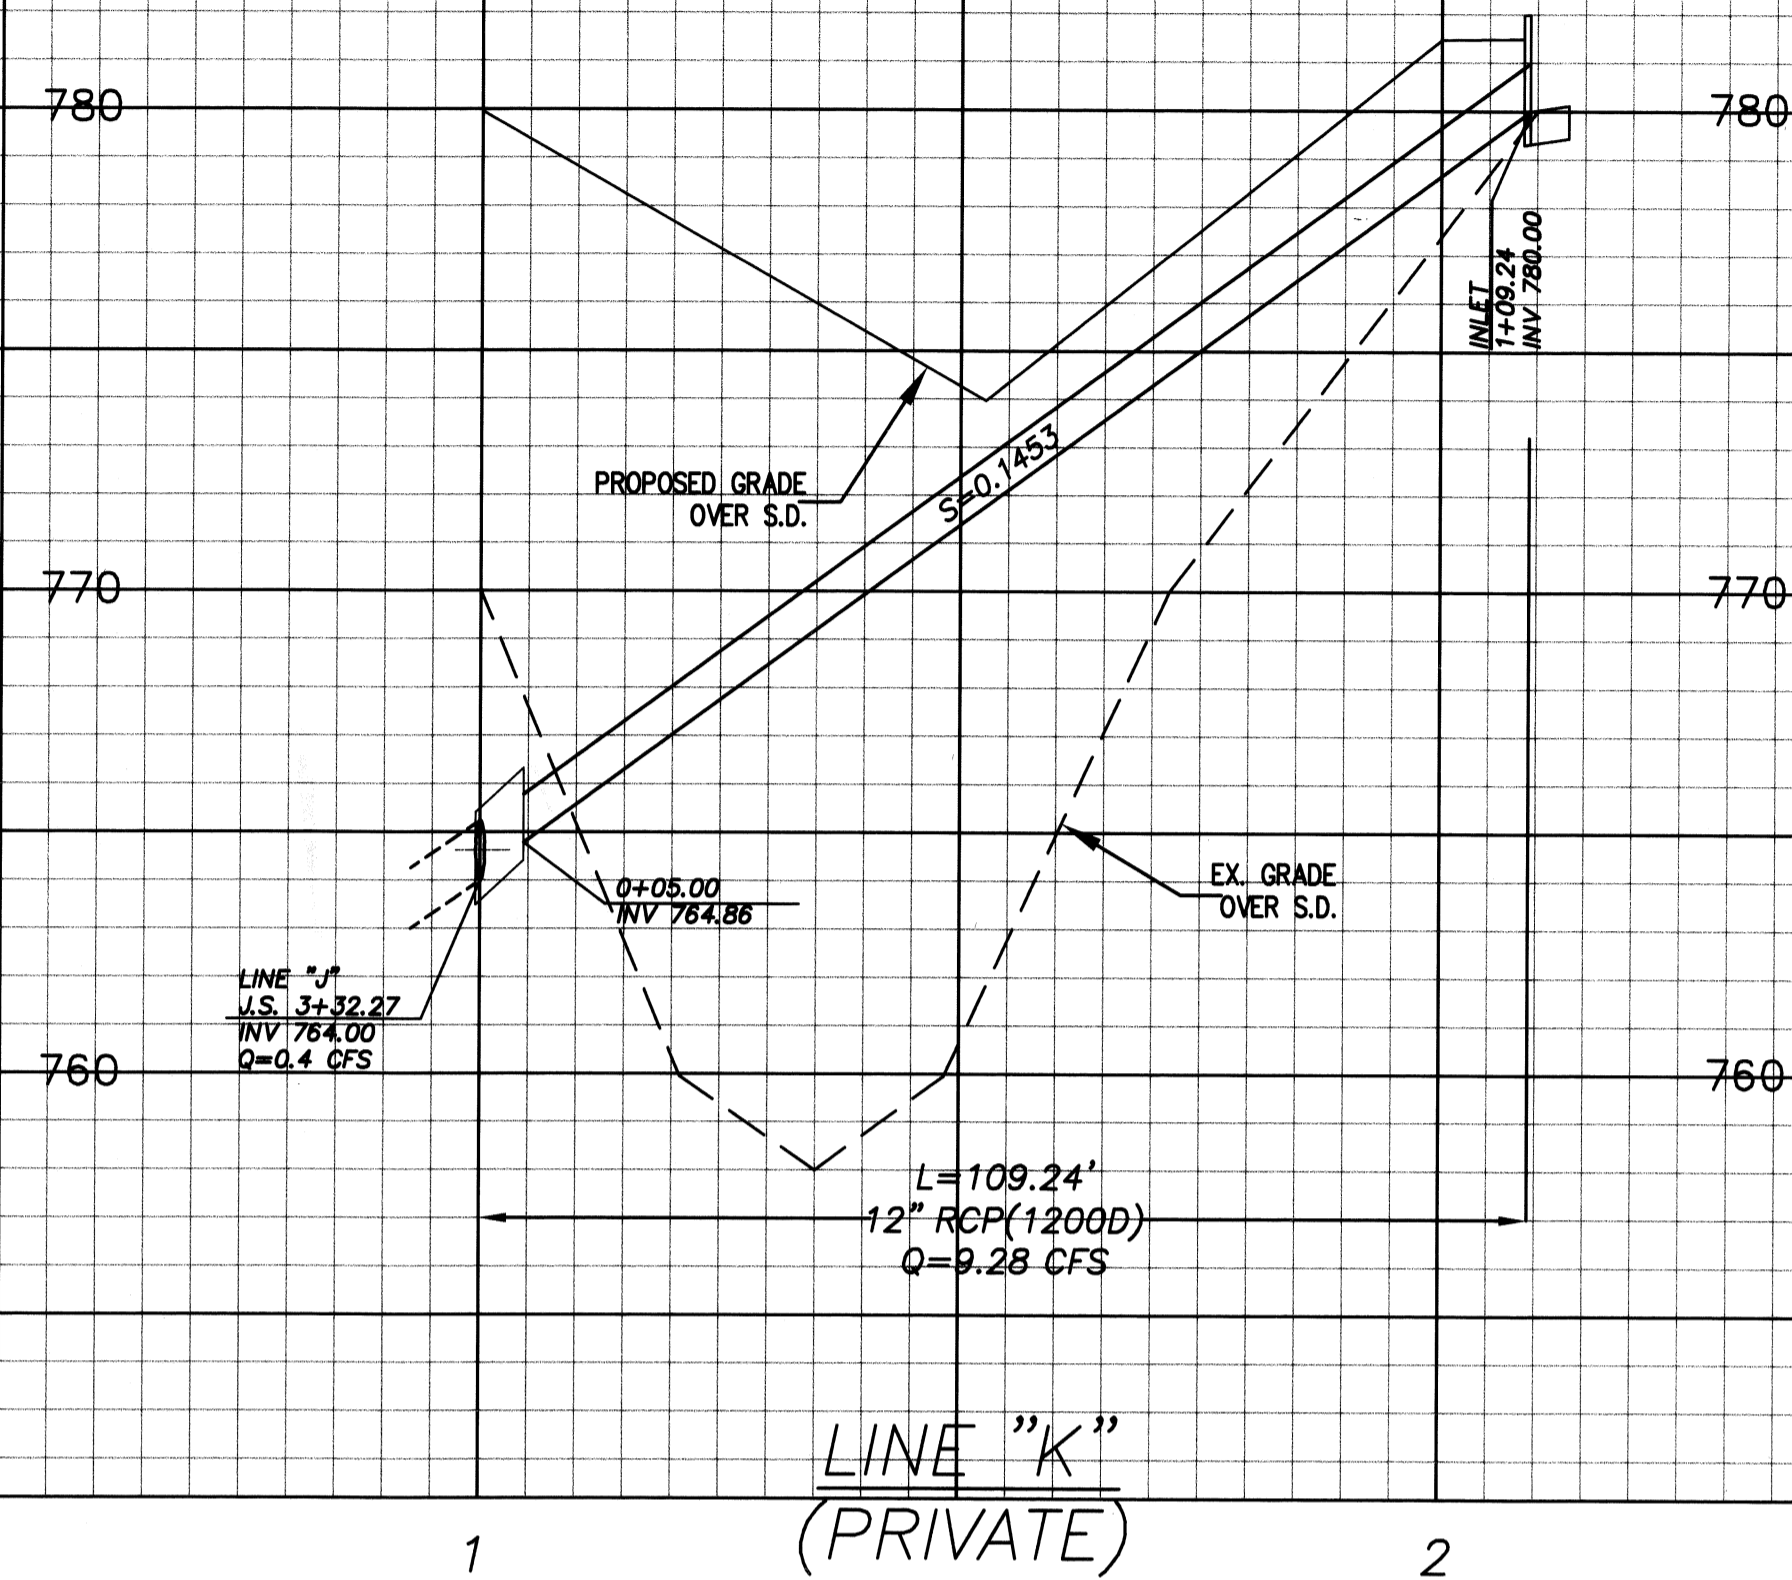 780
780
INLET
1+09.24
INV 780.00
S=0.1453
PROPOSED GRADE
OVER S.D.
770
770
0+05.00
INV 764.86
EX. GRADE
OVER S.D.
LINE "J"
J.S. 3+32.27
INV 764.00
Q=0.4 CFS
760
760
L=109.24'
12" RCP(1200D)
Q=9.28 CFS
LINE "K"
(PRIVATE)
1
2